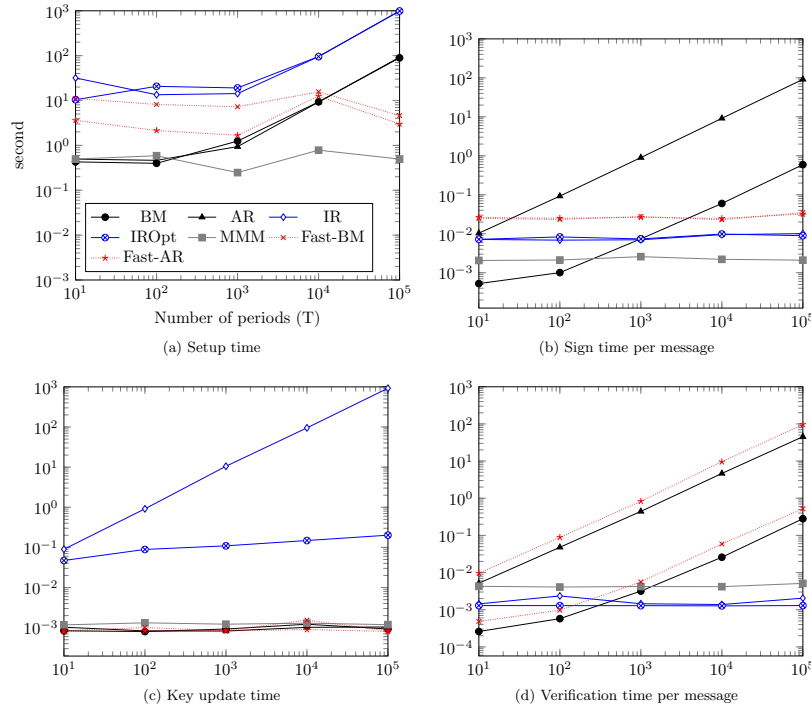 10^3
10^2
10^1
10^0
10^-1
10^-2
10^-3
second
BM AR IR
IROpt MMM Fast-BM
Fast-AR
10^1 10^2 10^3 10^4 10^5
Number of periods (T)
(a) Setup time
10^3
10^2
10^1
10^0
10^-1
10^-2
10^-3
10^1 10^2 10^3 10^4 10^5
(b) Sign time per message
10^3
10^2
10^1
10^0
10^-1
10^-2
10^-3
10^1 10^2 10^3 10^4 10^5
(c) Key update time
10^3
10^2
10^1
10^0
10^-1
10^-2
10^-3
10^-4
10^1 10^2 10^3 10^4 10^5
(d) Verification time per message